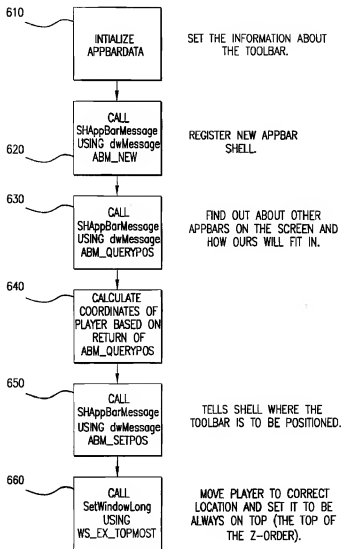 610
INTIALIZE
APPBARDATA
SET THE INFORMATION ABOUT
THE TOOLBAR.
620
CALL
SHAppBarMessage
USING dwMessage
ABM_NEW
REGISTER NEW APPBAR
SHELL.
630
CALL
SHAppBarMessage
USING dwMessage
ABM_QUERYPOS
FIND OUT ABOUT OTHER
APPBARS ON THE SCREEN AND
HOW OURS WILL FIT IN.
640
CALCULATE
COORDINATES OF
PLAYER BASED ON
RETURN OF
ABM_QUERYPOS
650
CALL
SHAppBarMessage
USING dwMessage
ABM_SETPOS
TELLS SHELL WHERE THE
TOOLBAR IS TO BE POSITIONED.
660
CALL
SetWindowLong
USING
WS_EX_TOPMOST
MOVE PLAYER TO CORRECT
LOCATION AND SET IT TO BE
ALWAYS ON TOP (THE TOP OF
THE Z-ORDER).